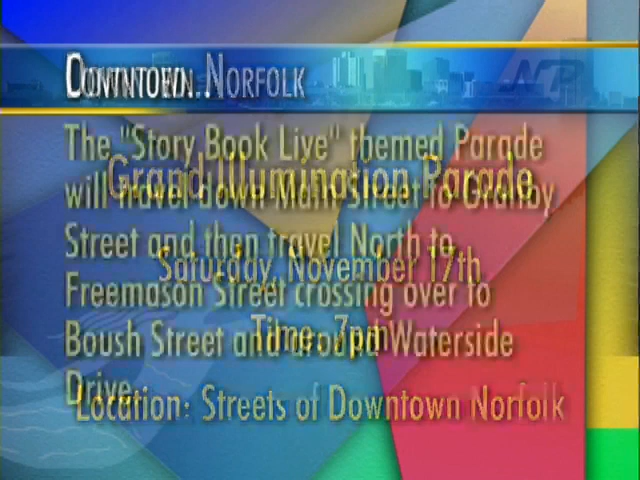 Downtown Norfolk
The "Story Book Live" themed Parade
will travel down Main Street to Granby
Street and then travel North to
Freemason Street crossing over to
Boush Street and around Waterside
Drive.
Grand Illumination Parade
Saturday, November 17th
Time: 7pm
Location: Streets of Downtown Norfolk